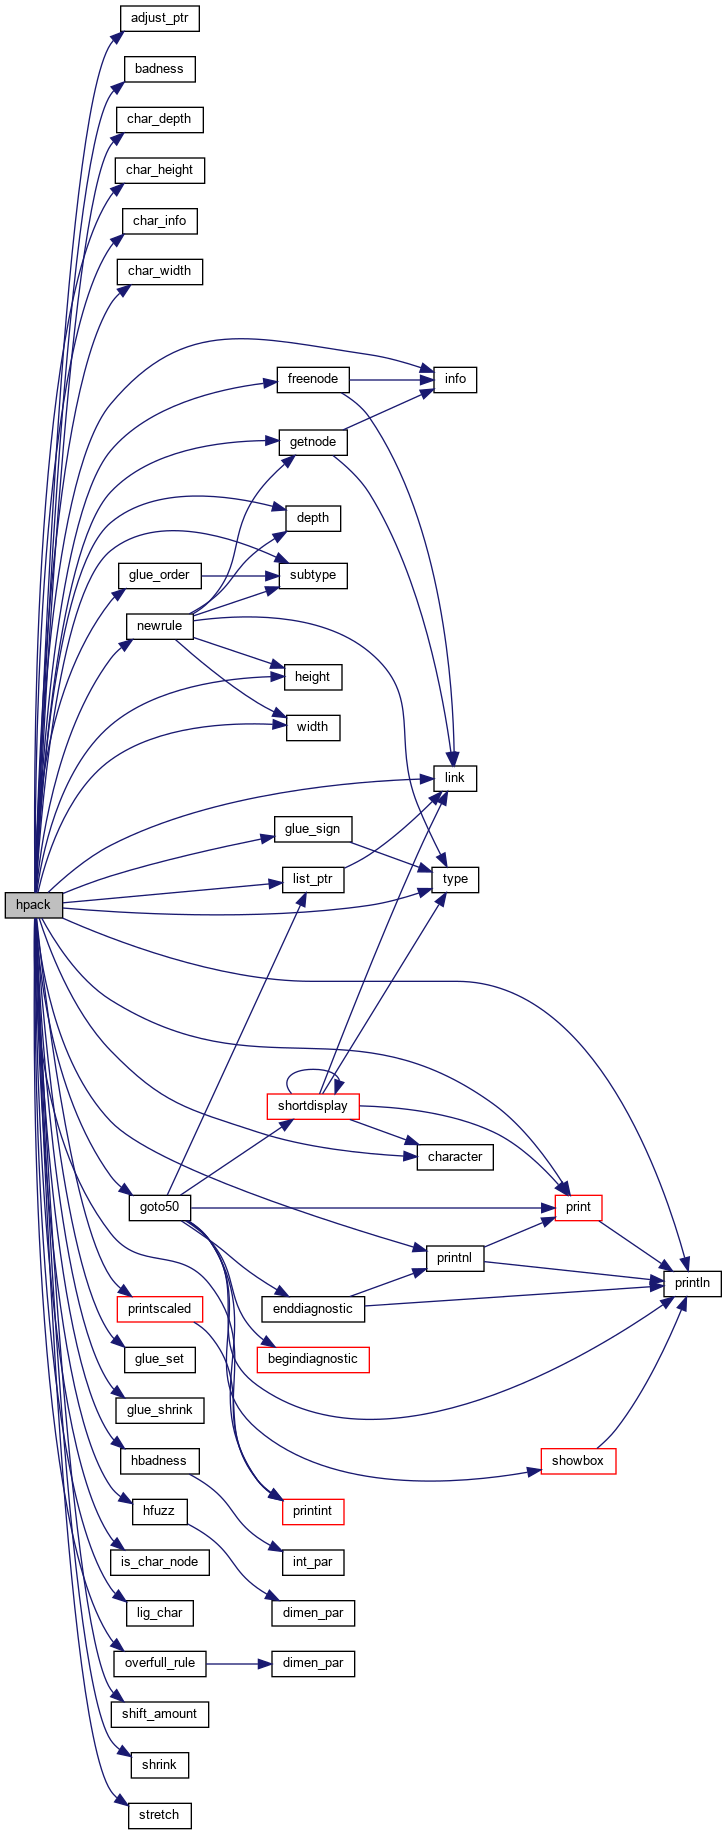 adjust_ptr
badness
char_depth
char_height
char_info
char_width
freenode
info
getnode
depth
glue_order
subtype
newrule
height
width
link
glue_sign
list_ptr
type
hpack
shortdisplay
character
goto50
print
printnl
println
printscaled
enddiagnostic
glue_set
begindiagnostic
glue_shrink
hbadness
showbox
hfuzz
printint
is_char_node
int_par
lig_char
dimen_par
overfull_rule
dimen_par
shift_amount
shrink
stretch